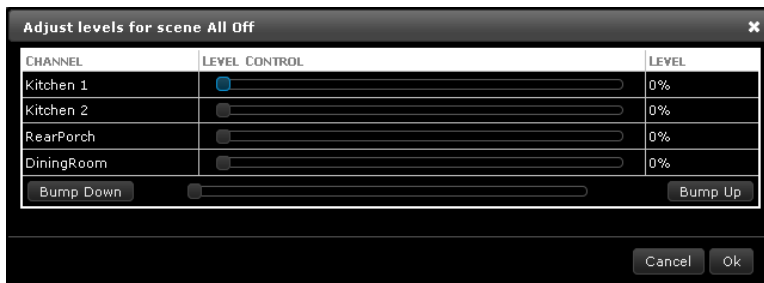 Adjust levels for scene All Off
CHANNEL LEVEL CONTROL LEVEL
Kitchen 1 0%
Kitchen 2 0%
RearPorch 0%
DiningRoom 0%
Bump Down Bump Up
Cancel Ok